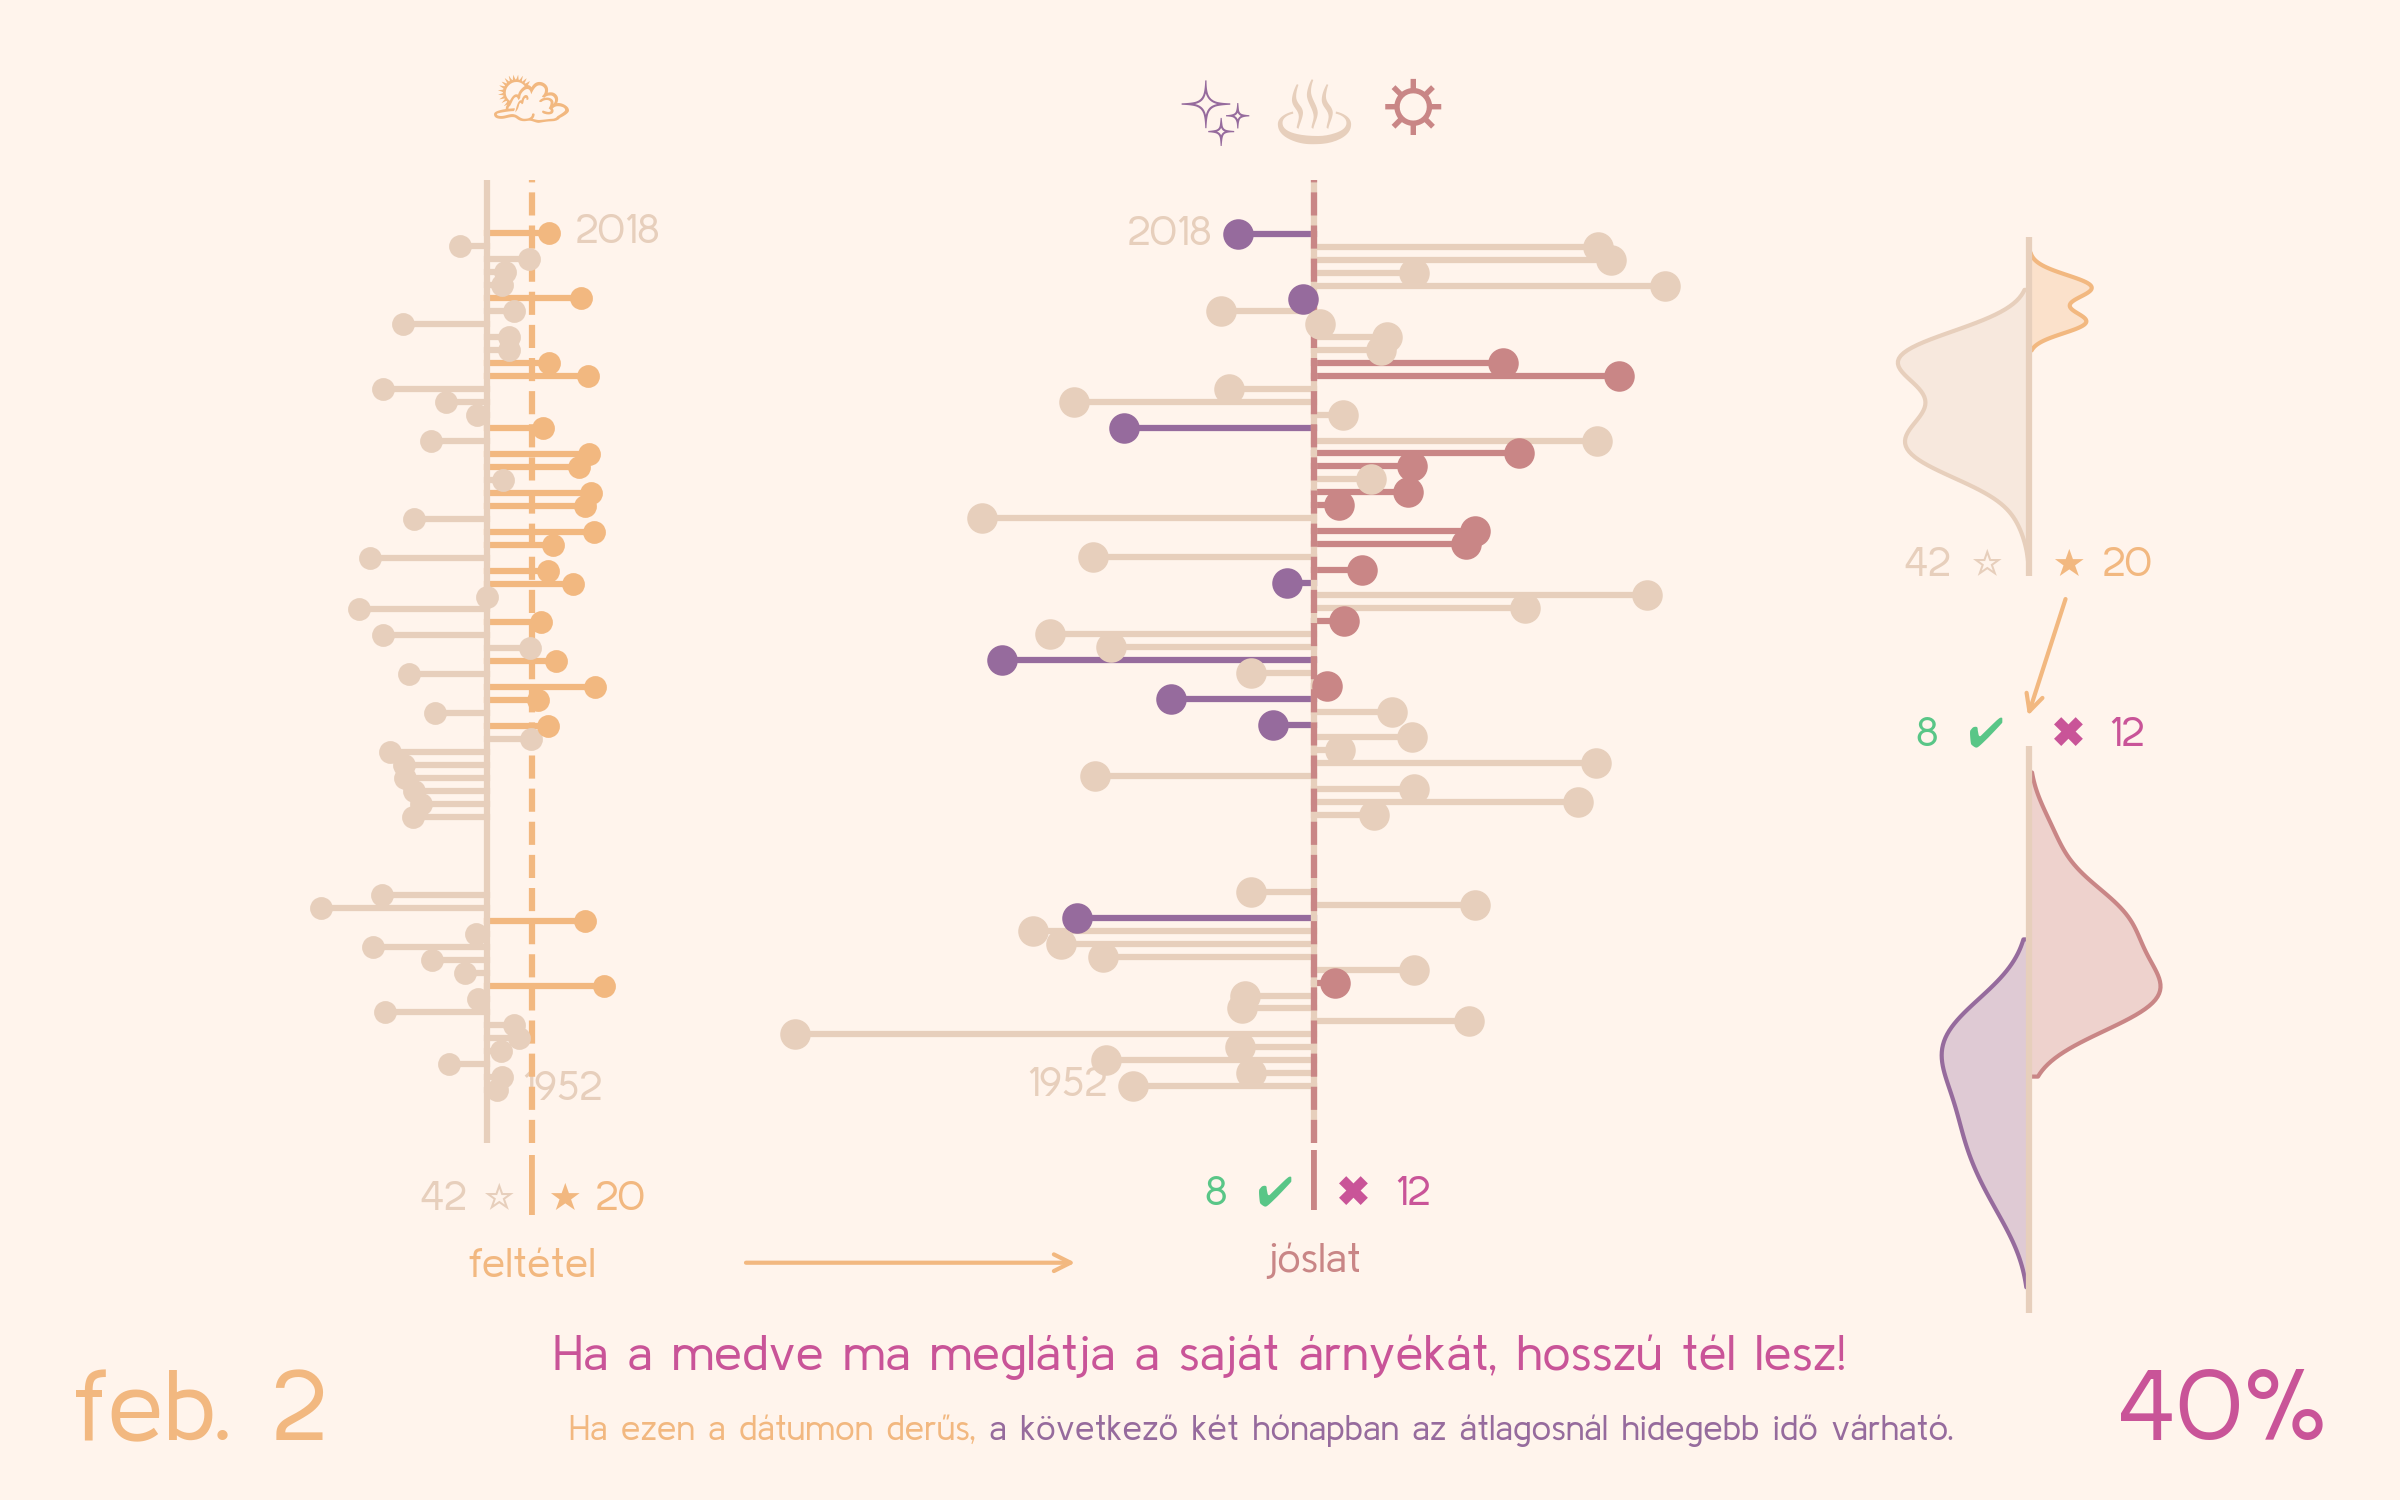 2018
2018
42 ☆ ★ 20
8 ✔ ✖ 12
1952
1952
42 ☆ ★ 20
8 ✔ ✖ 12
feltétel
jóslat
Ha a medve ma meglátja a saját árnyékát, hosszú tél lesz!
feb. 2
40%
Ha ezen a dátumon derűs, a következő két hónapban az átlagosnál hidegebb idő várható.